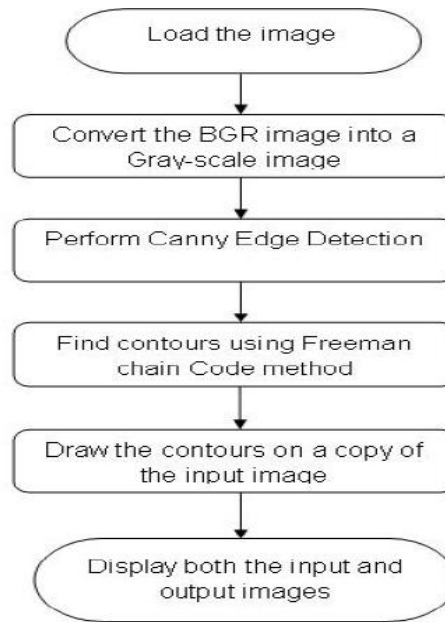 Load the image
Convert the BGR image into a
Gray-scale image
Perform Canny Edge Detection
Find contours using Freeman
chain Code method
Draw the contours on a copy of
the input image
Display both the input and
output images